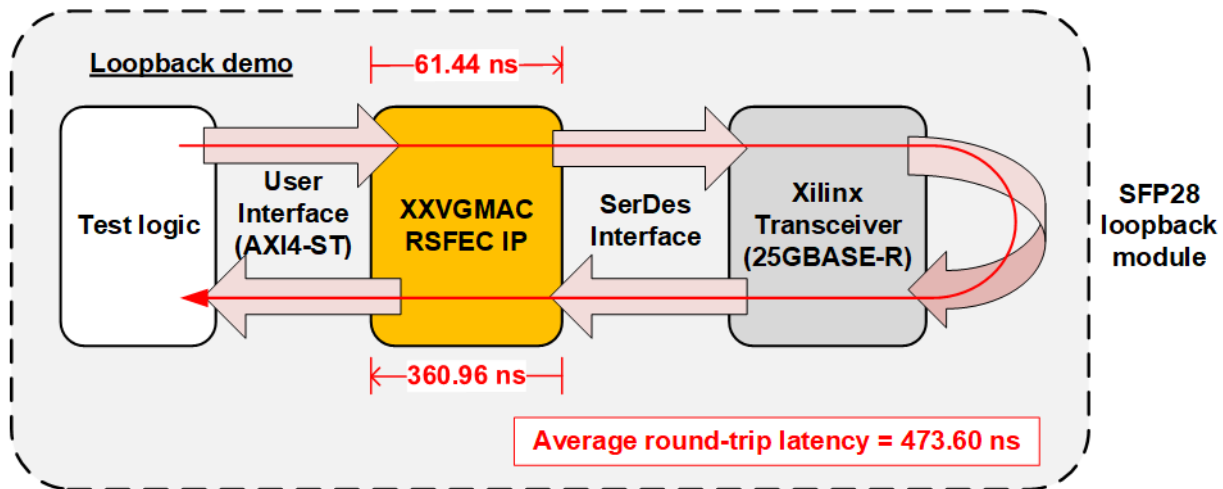 Loopback demo
61.44 ns
Test logic
User
Interface
(AXI4-ST)
XXVGMAC
RSFEC IP
SerDes
Interface
Xilinx
Transceiver
(25GBASE-R)
SFP28
loopback
module
360.96 ns
Average round-trip latency = 473.60 ns